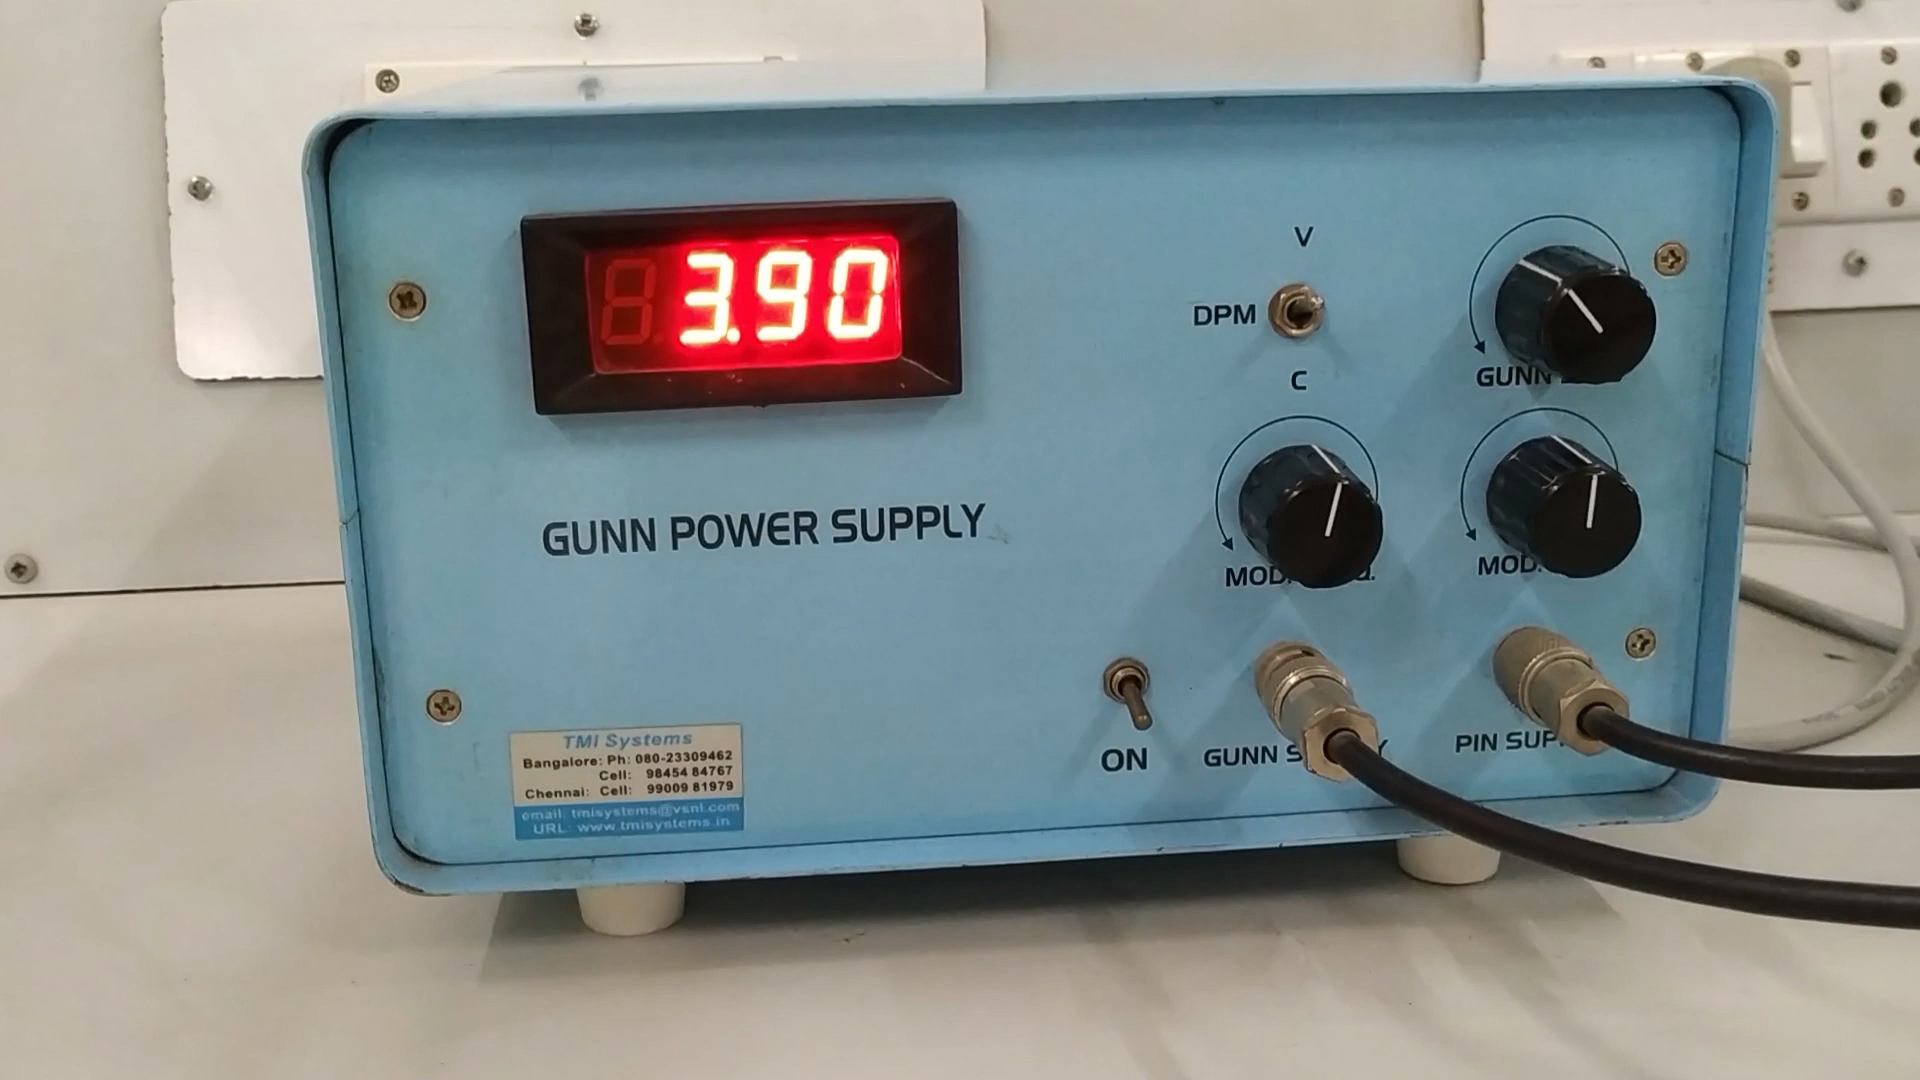 3.90
V
DPM
C
GUNN
GUNN POWER SUPPLY
MOD.
MOD.
ON
GUNN
PIN
TMI Systems
Bangalore: Ph: 080-23309462
Cell: 98454 84767
Chennai: Cell: 99009 81979
email: tmisystems@vsnl.com
URL: www.tmisystems.in